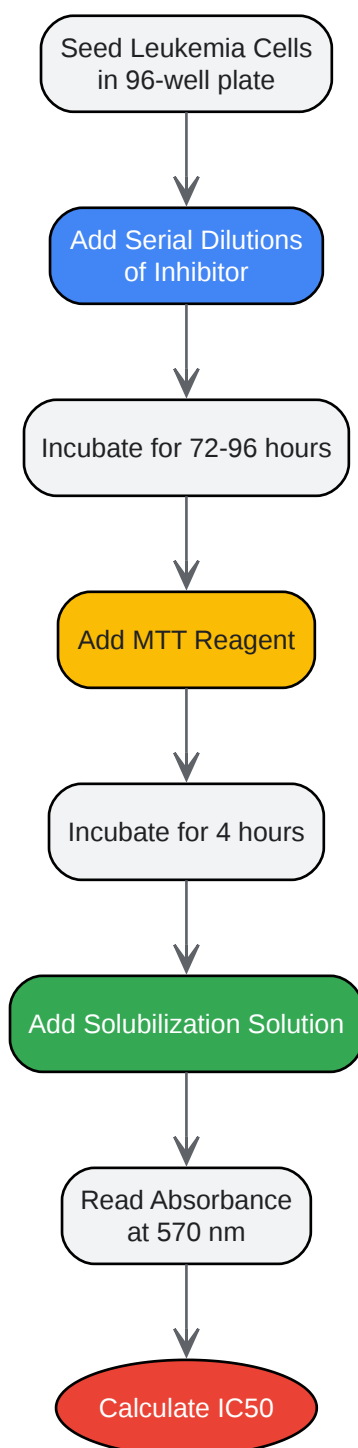 Seed Leukemia Cells
in 96-well plate
Add Serial Dilutions
of Inhibitor
Incubate for 72-96 hours
Add MTT Reagent
Incubate for 4 hours
Add Solubilization Solution
Read Absorbance
at 570 nm
Calculate IC50